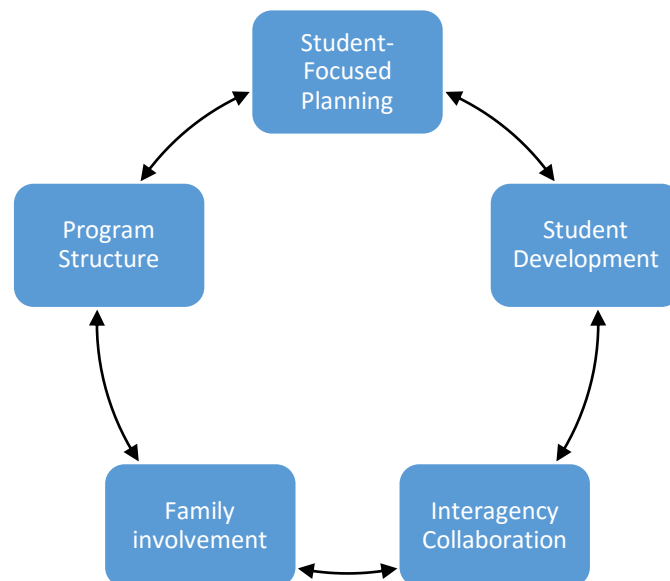 Student-
Focused
Planning
Program
Structure
Student
Development
Family
involvement
Interagency
Collaboration